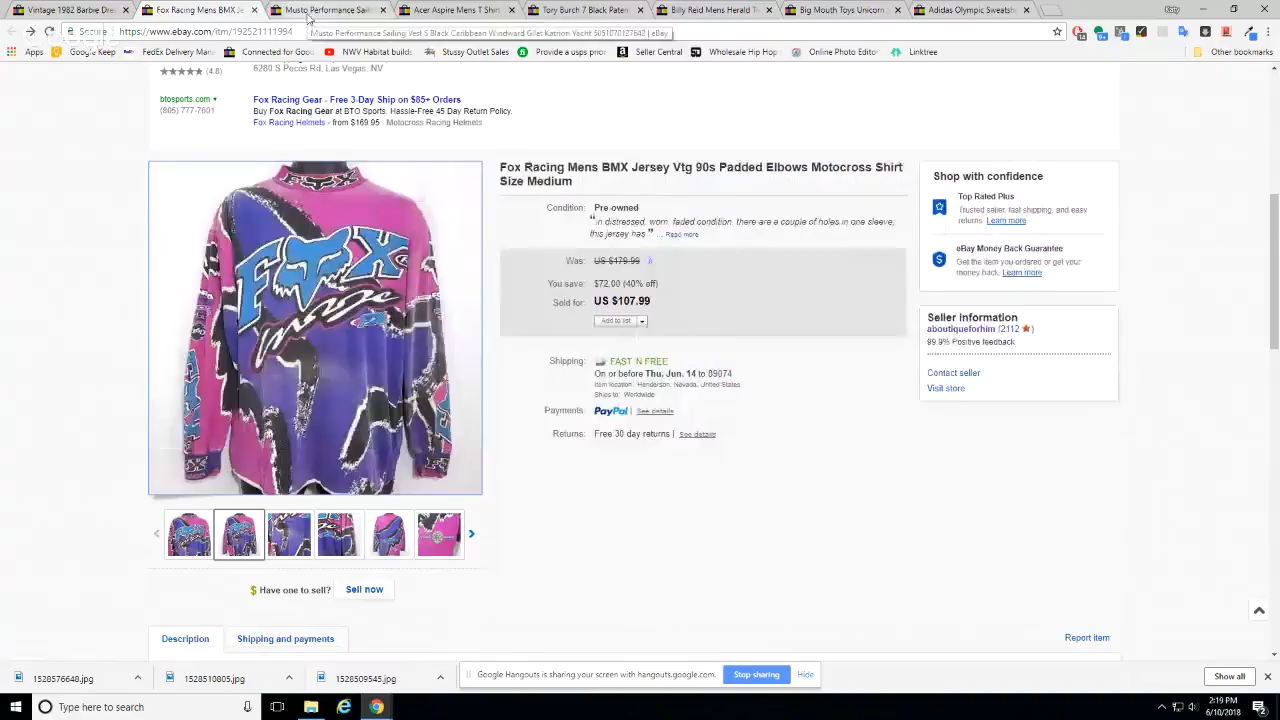 Vintage 1982 Barbie Dre
Fox Racing Mens BMX Je
Musto Performance Saili
Acer Aspire Mens T Shirt
Tory Burch 7 Black Paten
Billy Reid Mens Herald To
Big Mouth Toys Unicorn
Adidas Olympic Sweatshi
Secure
https://www.ebay.com/itm/192521111994
Musto Performance Sailing Vest S Black Caribbean Windward Gilet Katrion Yacht 5051070127642 | eBay
Apps
Google Keep
FedEx Ship Manager
Connected for Goo
NWV Habitat build
Stylust Outlet Sales
Provide a usps price
Seller Central
Wholesale Hip Hop
Online Photo Editor
Linktree
Other bookmarks
(4.8)
6280 S Pecos Rd, Las Vegas, NV
btosports.com
(805) 777-7601
Fox Racing Gear - Free 3-Day Ship on $85+ Orders
Buy Fox Racing Gear at BTO Sports. Hassle-Free 45 Day Return Policy.
Fox Racing Helmets - from $169.95 - Motocross Racing Helmets
FOX
Fox Racing Mens BMX Jersey Vtg 90s Padded Elbows Motocross Shirt
Size Medium
Condition: Pre-owned
“in distressed, worn, faded condition, there are a couple of holes in one sleeve;
this jersey has ” ... Read more
Was: US $179.99
You save: $72.00 (40% off)
Sold for: US $107.99
Add to list
Shipping: FAST 'N FREE
On or before Thu. Jun. 14 to 89074
Item location: Henderson, Nevada, United States
Ships to: Worldwide
Payments: PayPal | See details
Returns: Free 30 day returns | See details
Shop with confidence
Top Rated Plus
Trusted seller, fast shipping, and easy
returns. Learn more
eBay Money Back Guarantee
Get the item you ordered or get your
money back. Learn more
Seller information
aboutiqueforhim (2112 )
99.9% Positive feedback
Contact seller
Visit store
$ Have one to sell? Sell now
Description
Shipping and payments
Report item
1528510805.jpg
1528509545.jpg
Google Hangouts is sharing your screen with hangouts.google.com.
Stop sharing
Hide
Show all
Type here to search
2:19 PM
6/10/2018